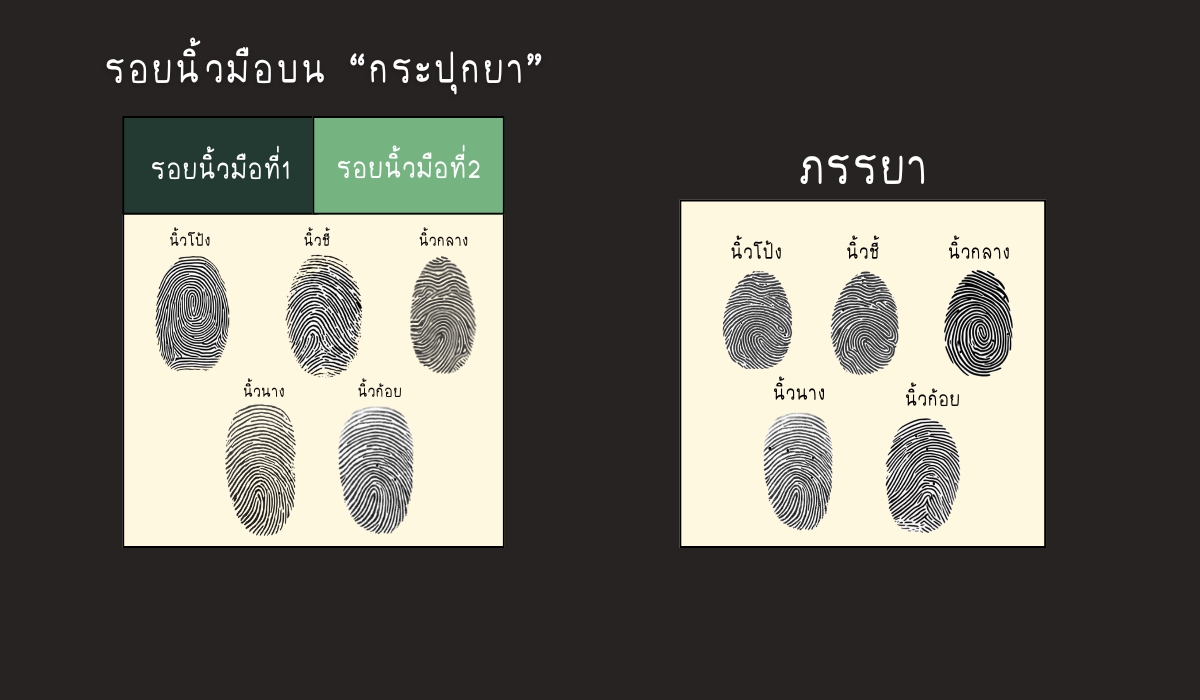 รอยนิ้วมือบน “กระปุกยา”
รอยนิ้วมือที่1 รอยนิ้วมือที่2
นิ้วโป้ง นิ้วชี้ นิ้วกลาง
นิ้วนาง นิ้วก้อย
ภรรยา
นิ้วโป้ง นิ้วชี้ นิ้วกลาง
นิ้วนาง นิ้วก้อย